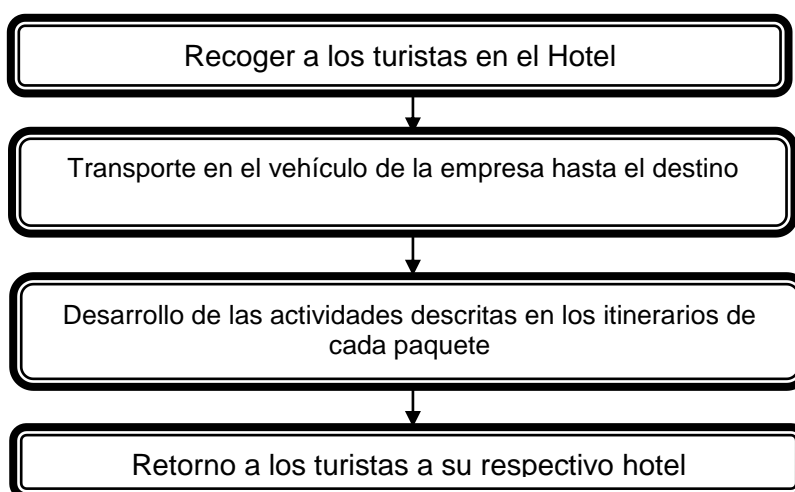 Recoger a los turistas en el Hotel
Transporte en el vehículo de la empresa hasta el destino
Desarrollo de las actividades descritas en los itinerarios de
cada paquete
Retorno a los turistas a su respectivo hotel